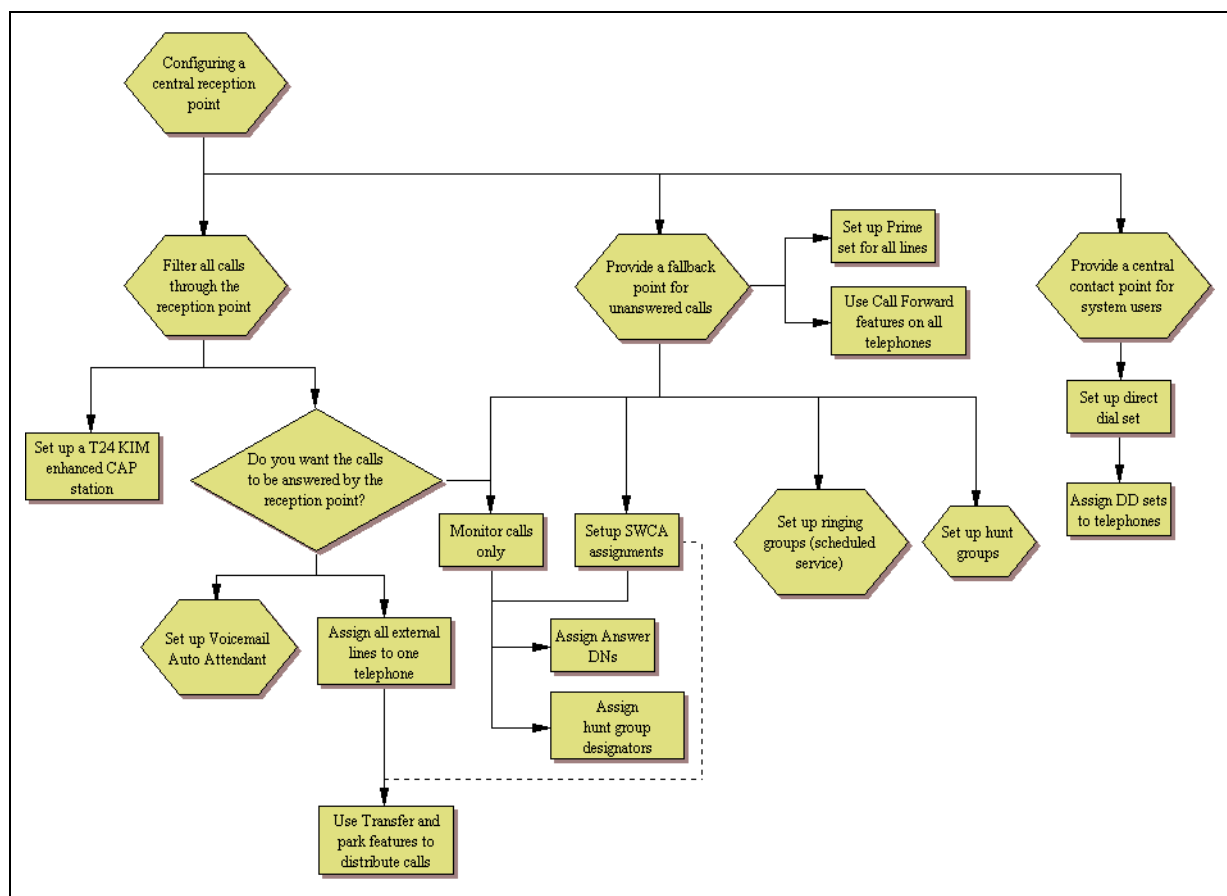 Configuring a
central reception
point
Filter all calls
through the
reception point
Provide a fallback
point for
unanswered calls
Set up Prime
set for all lines
Use Call Forward
features on all
telephones
Provide a central
contact point for
system users
Set up a T24 KIM
enhanced CAP
station
Do you want the calls
to be answered by the
reception point?
Monitor calls
only
Setup SWCA
assignments
Set up ringing
groups (scheduled
service)
Set up hunt
groups
Set up direct
dial set
Assign DD sets
to telephones
Set up Voicemail
Auto Attendant
Assign all external
lines to one
telephone
Assign Answer
DNs
Assign
hunt group
designators
Use Transfer and
park features to
distribute calls